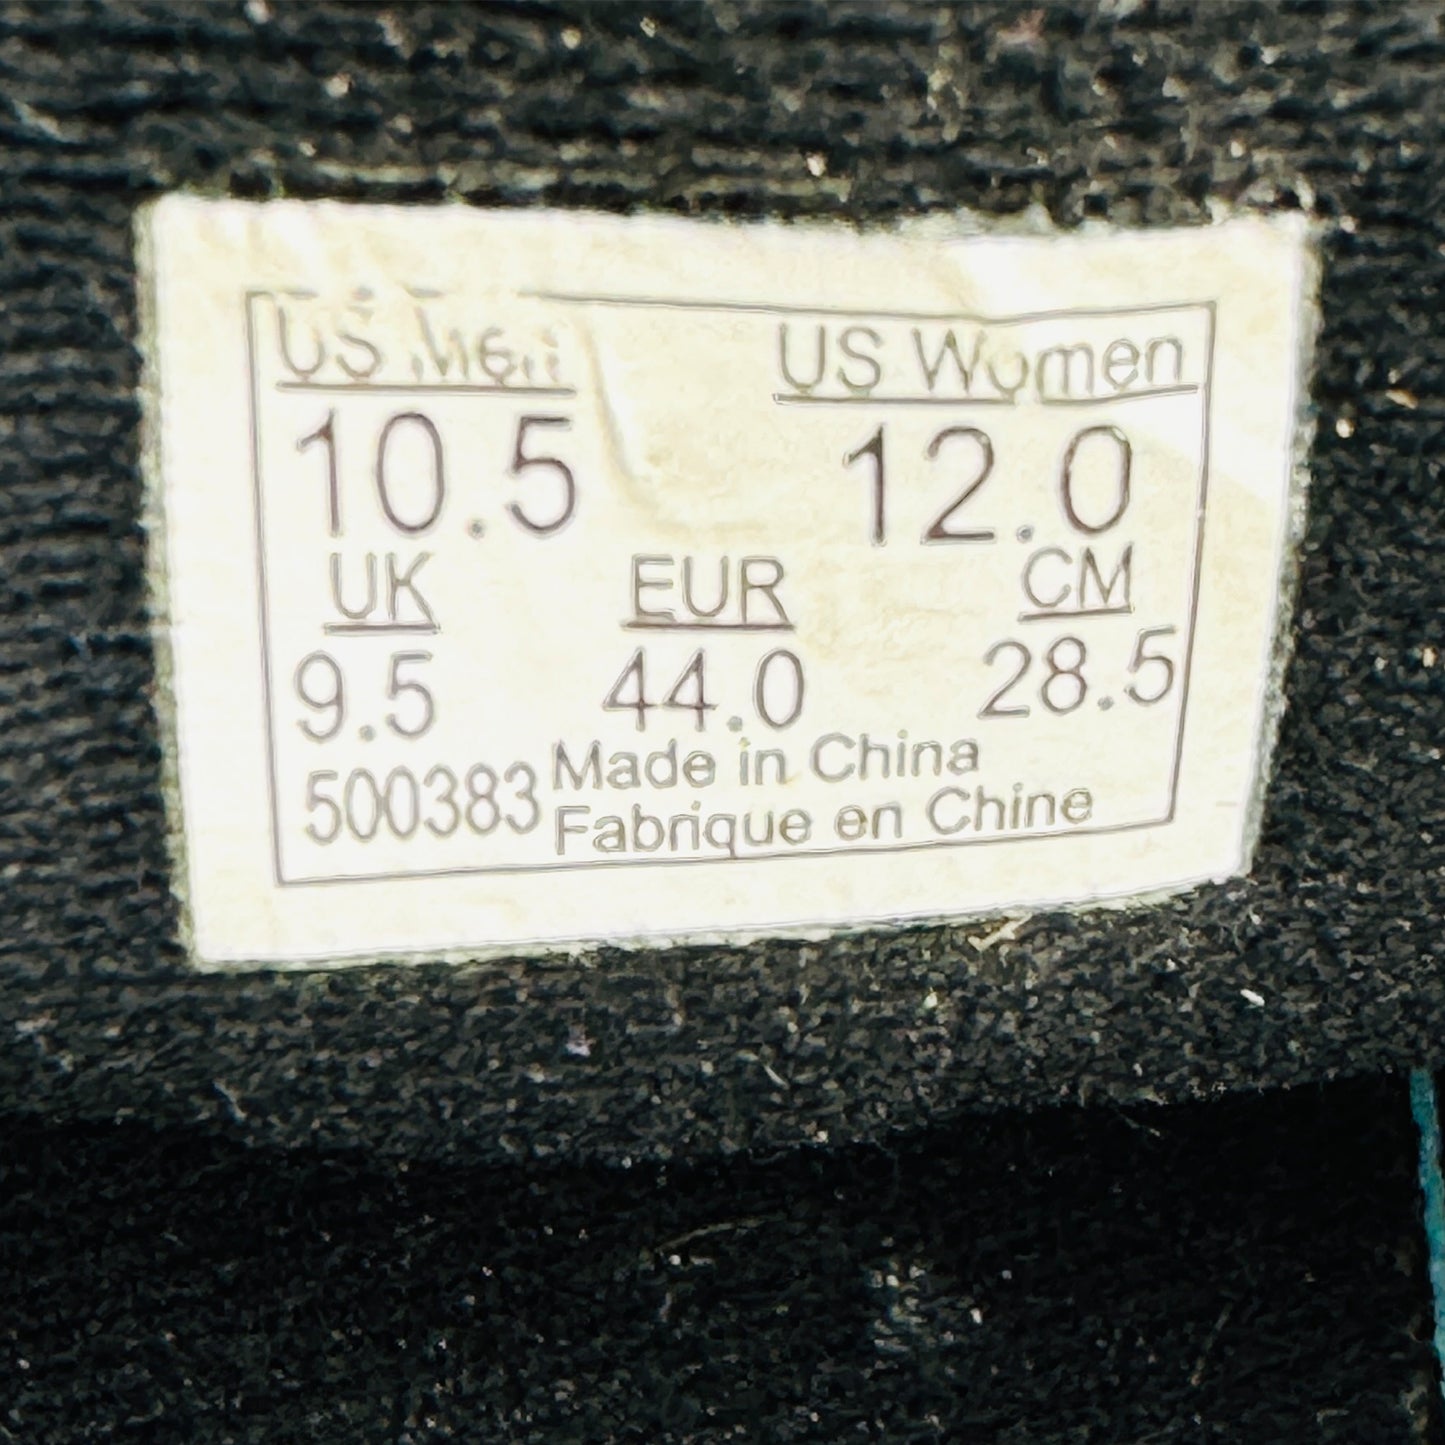 US Men US Women
10.5 12.0
UK EUR CM
9.5 44.0 28.5
500383 Made in China
Fabrique en Chine